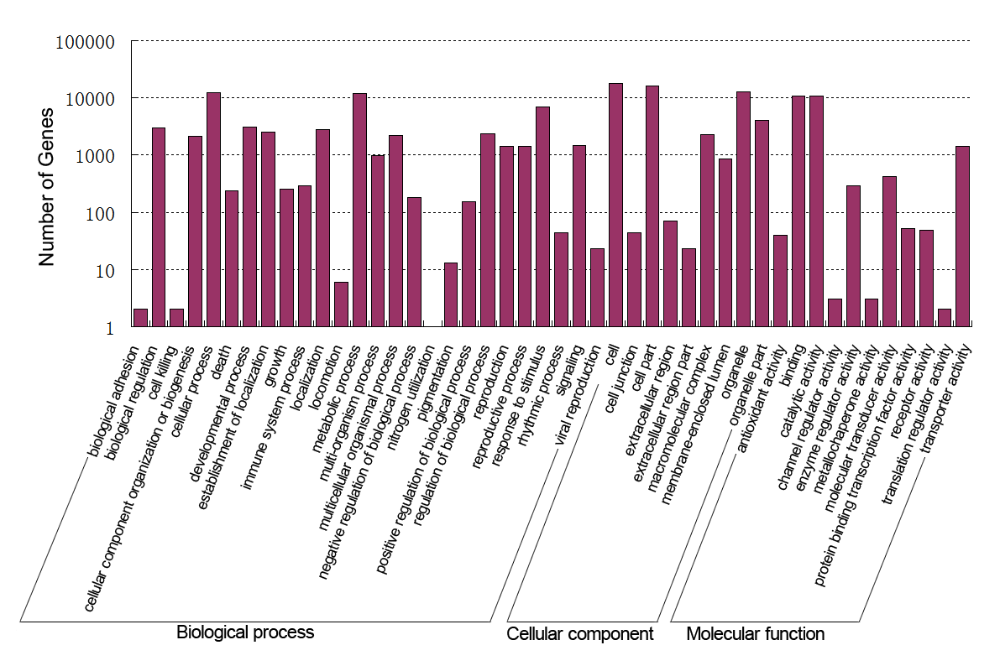 100000
10000
1000
100
10
1
Number of Genes
biological adhesion
biological regulation
cell killing
cellular component organization or biogenesis
cellular process
death
developmental process
establishment of localization
growth
immune system process
localization
locomotion
metabolic process
multi-organism process
multicellular organismal process
negative regulation of biological process
nitrogen utilization
pigmentation
positive regulation of biological process
regulation of biological process
reproduction
reproductive process
response to stimulus
rhythmic process
signaling
viral reproduction
cell
cell junction
cell part
extracellular region
extracellular region part
macromolecular complex
membrane-enclosed lumen
organelle
organelle part
antioxidant activity
binding
catalytic activity
channel regulator activity
enzyme regulator activity
metallochaperone activity
molecular transducer activity
protein binding transcription factor activity
receptor activity
translation regulator activity
transporter activity
Biological process
Cellular component
Molecular function